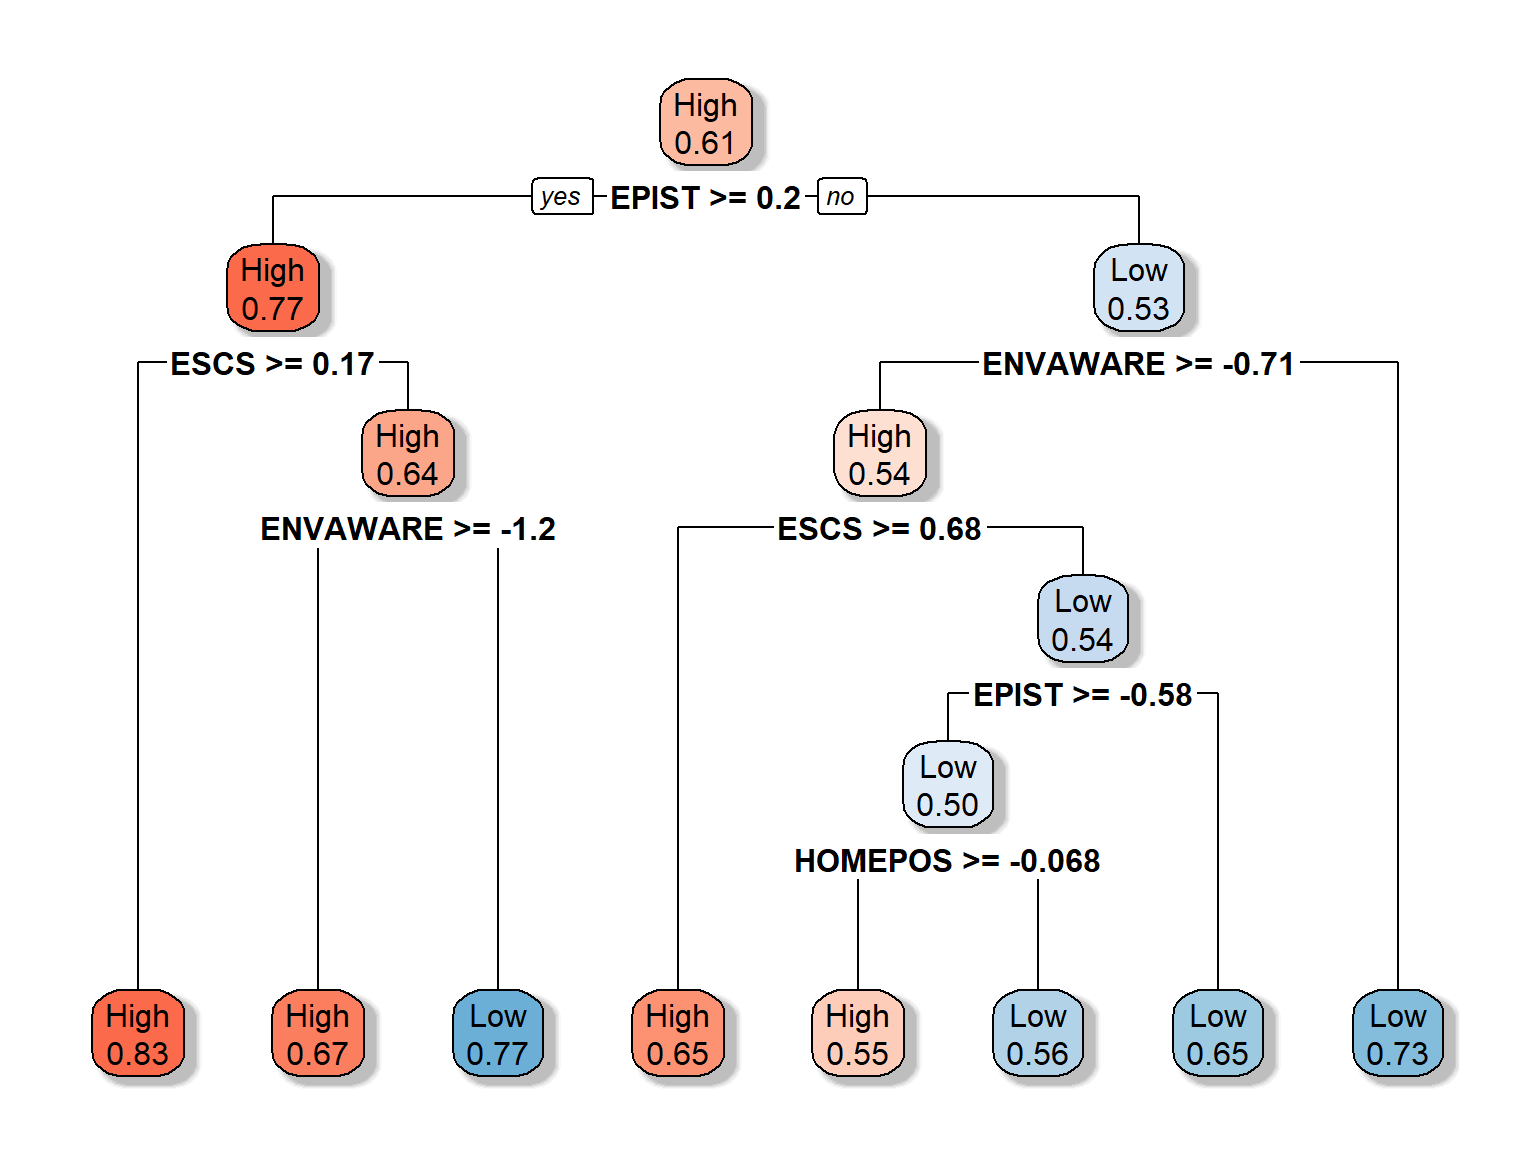 High
0.61
yes
EPIST >= 0.2
no
High
0.77
Low
0.53
ESCS >= 0.17
ENVAWARE >= -0.71
High
0.64
High
0.54
ENVAWARE >= -1.2
ESCS >= 0.68
Low
0.54
EPIST >= -0.58
Low
0.50
HOMEPOS >= -0.068
High
0.83
High
0.67
Low
0.77
High
0.65
High
0.55
Low
0.56
Low
0.65
Low
0.73